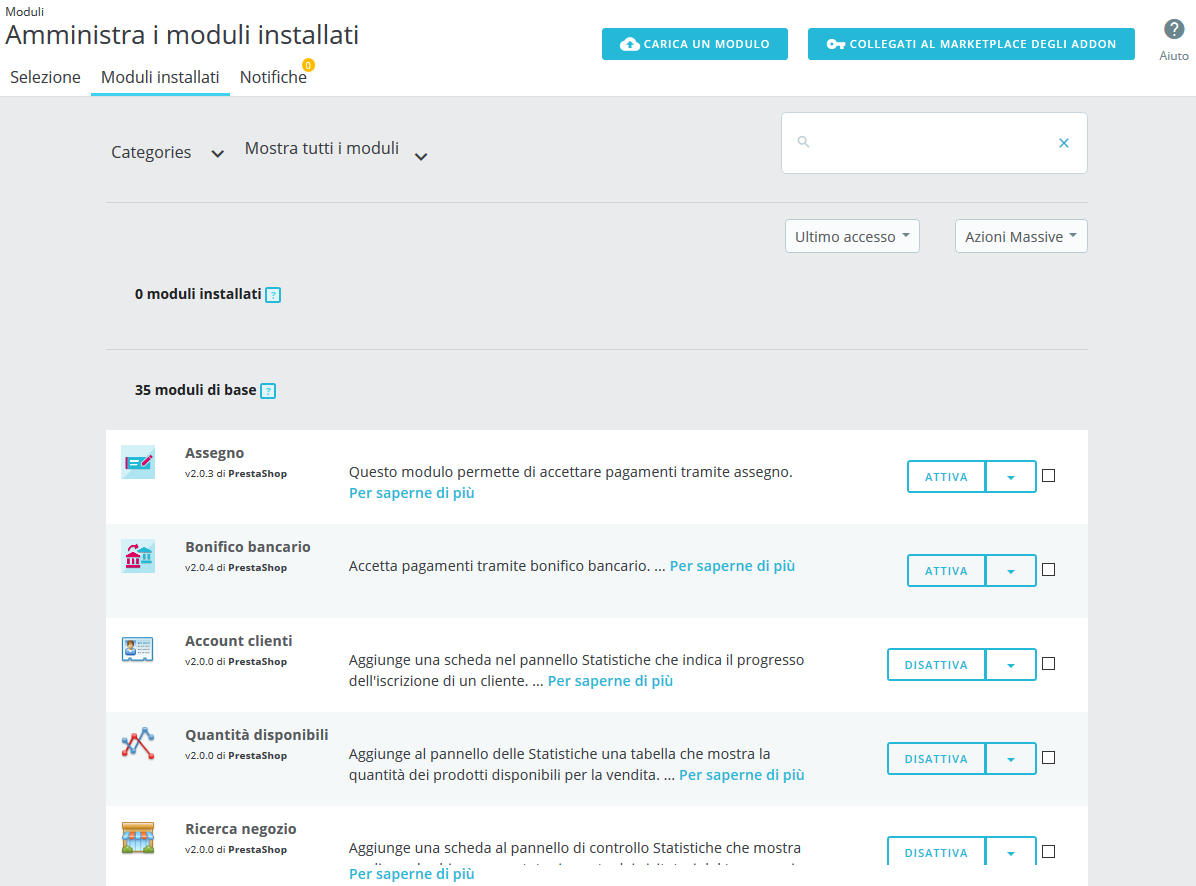 Moduli
Amministra i moduli installati
CARICA UN MODULO
COLLEGATI AL MARKETPLACE DEGLI ADDON
?
Aiuto
Selezione
Moduli installati
Notifiche
0
Categories
Mostra tutti i moduli
Ultimo accesso
Azioni Massive
0 moduli installati ?
35 moduli di base ?
Assegno
v2.0.3 di PrestaShop
Questo modulo permette di accettare pagamenti tramite assegno.
Per saperne di più
ATTIVA
Bonifico bancario
v2.0.4 di PrestaShop
Accetta pagamenti tramite bonifico bancario. ... Per saperne di più
ATTIVA
Account clienti
v2.0.0 di PrestaShop
Aggiunge una scheda nel pannello Statistiche che indica il progresso
dell'iscrizione di un cliente. ... Per saperne di più
DISATTIVA
Quantità disponibili
v2.0.0 di PrestaShop
Aggiunge al pannello delle Statistiche una tabella che mostra la
quantità dei prodotti disponibili per la vendita. ... Per saperne di più
DISATTIVA
Ricerca negozio
v2.0.0 di PrestaShop
Aggiunge una scheda al pannello di controllo Statistiche che mostra
Per saperne di più
DISATTIVA